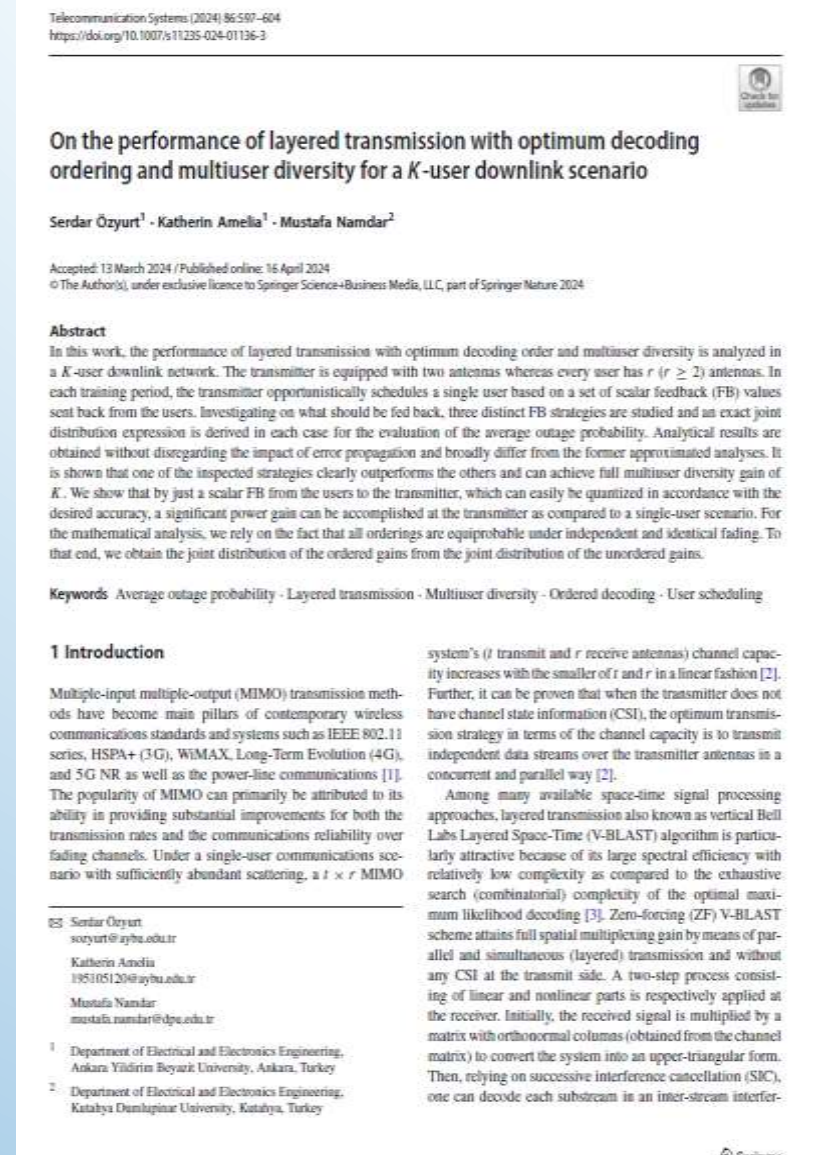 Telecommunication Systems (2024) 86:597–604
https://doi.org/10.1007/s11235-024-01136-3
Check for
updates
On the performance of layered transmission with optimum decoding
ordering and multiuser diversity for a K-user downlink scenario
Serdar Özyurt1 · Katherin Amelia1 · Mustafa Namdar2
Accepted: 13 March 2024 / Published online: 16 April 2024
© The Author(s), under exclusive licence to Springer Science+Business Media, LLC, part of Springer Nature 2024
Abstract
In this work, the performance of layered transmission with optimum decoding order and multiuser diversity is analyzed in
a K-user downlink network. The transmitter is equipped with two antennas whereas every user has r (r ≥ 2) antennas. In
each training period, the transmitter opportunistically schedules a single user based on a set of scalar feedback (FB) values
sent back from the users. Investigating on what should be fed back, three distinct FB strategies are studied and an exact joint
distribution expression is derived in each case for the evaluation of the average outage probability. Analytical results are
obtained without disregarding the impact of error propagation and broadly differ from the former approximated analyses. It
is shown that one of the inspected strategies clearly outperforms the others and can achieve full multiuser diversity gain of
K. We show that by just a scalar FB from the users to the transmitter, which can easily be quantized in accordance with the
desired accuracy, a significant power gain can be accomplished at the transmitter as compared to a single-user scenario. For
the mathematical analysis, we rely on the fact that all orderings are equiprobable under independent and identical fading. To
that end, we obtain the joint distribution of the ordered gains from the joint distribution of the unordered gains.
Keywords Average outage probability · Layered transmission · Multiuser diversity · Ordered decoding · User scheduling
1 Introduction
Multiple-input multiple-output (MIMO) transmission meth-
ods have become main pillars of contemporary wireless
communications standards and systems such as IEEE 802.11
series, HSPA+ (3G), WiMAX, Long-Term Evolution (4G),
and 5G NR as well as the power-line communications [1].
The popularity of MIMO can primarily be attributed to its
ability in providing substantial improvements for both the
transmission rates and the communications reliability over
fading channels. Under a single-user communications sce-
nario with sufficiently abundant scattering, a t × r MIMO
Serdar Özyurt
sozyurt@aybu.edu.tr
Katherin Amelia
195105120@aybu.edu.tr
Mustafa Namdar
mustafa.namdar@dpu.edu.tr
1 Department of Electrical and Electronics Engineering,
Ankara Yildirim Beyazit University, Ankara, Turkey
2 Department of Electrical and Electronics Engineering,
Kutahya Dumlupinar University, Kutahya, Turkey
system's (t transmit and r receive antennas) channel capac-
ity increases with the smaller of t and r in a linear fashion [2].
Further, it can be proven that when the transmitter does not
have channel state information (CSI), the optimum transmis-
sion strategy in terms of the channel capacity is to transmit
independent data streams over the transmitter antennas in a
concurrent and parallel way [2].
Among many available space-time signal processing
approaches, layered transmission also known as vertical Bell
Labs Layered Space-Time (V-BLAST) algorithm is particu-
larly attractive because of its large spectral efficiency with
relatively low complexity as compared to the exhaustive
search (combinatorial) complexity of the optimal maxi-
mum likelihood decoding [3]. Zero-forcing (ZF) V-BLAST
scheme attains full spatial multiplexing gain by means of par-
allel and simultaneous (layered) transmission and without
any CSI at the transmit side. A two-step process consist-
ing of linear and nonlinear parts is respectively applied at
the receiver. Initially, the received signal is multiplied by a
matrix with orthonormal columns (obtained from the channel
matrix) to convert the system into an upper-triangular form.
Then, relying on successive interference cancellation (SIC),
one can decode each substream in an inter-stream interfer-